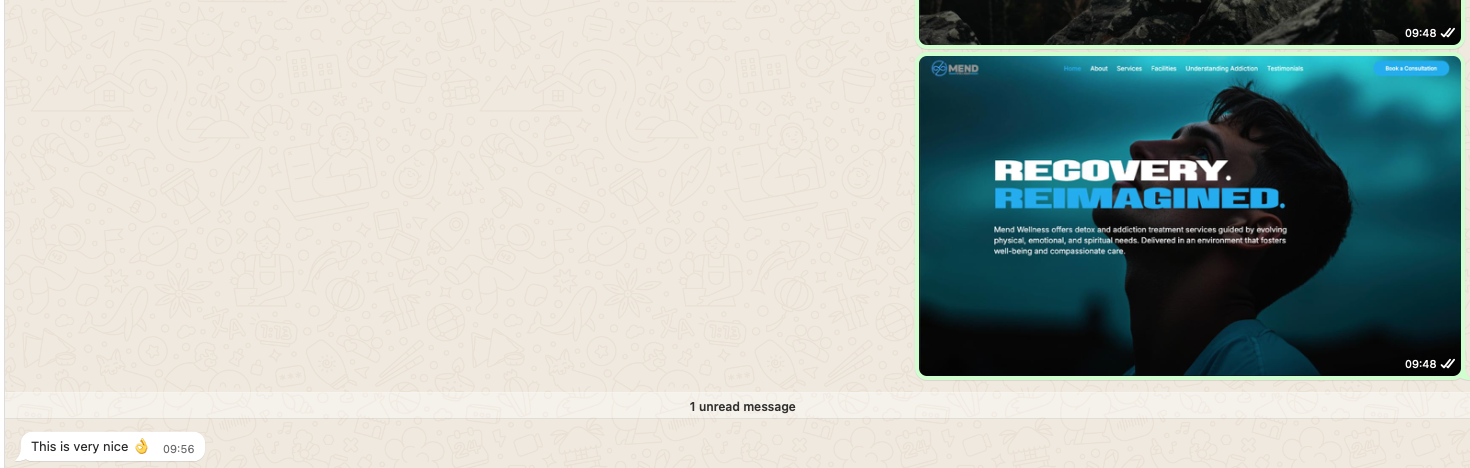 09:48
MEND
Home About Services Facilities Understanding Addiction Testimonials Book a Consultation
RECOVERY.
REIMAGINED.
Mend Wellness offers detox and addiction treatment services guided by evolving
physical, emotional, and spiritual needs. Delivered in an environment that fosters
well-being and compassionate care.
09:48
1 unread message
This is very nice 👌 09:56